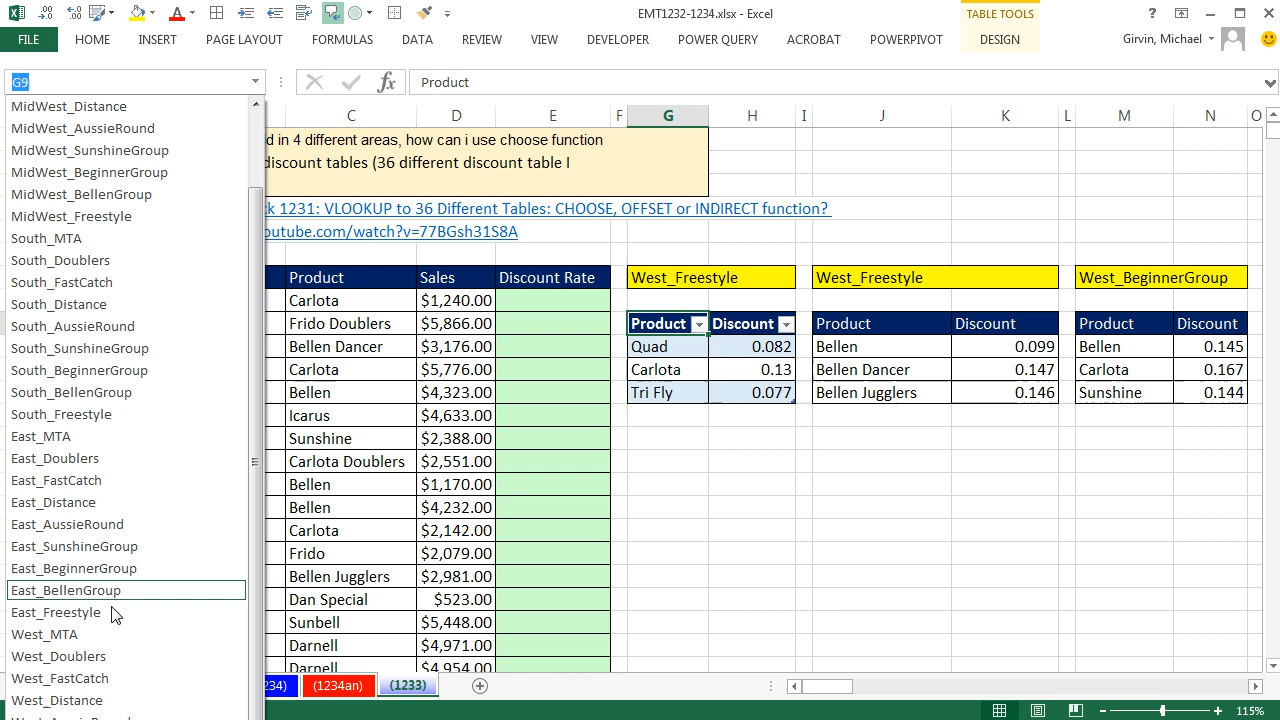 EMT1232-1234.xlsx - Excel
TABLE TOOLS
FILE HOME INSERT PAGE LAYOUT FORMULAS DATA REVIEW VIEW DEVELOPER POWER QUERY ACROBAT POWERPIVOT DESIGN Girvin, Michael
G9 fx Product
C D E F G H I J K L M N O
MidWest_Distance
MidWest_AussieRound
MidWest_SunshineGroup
MidWest_BeginnerGroup
MidWest_BellenGroup
MidWest_Freestyle
South_MTA
South_Doublers
South_FastCatch
South_Distance
South_AussieRound
South_SunshineGroup
South_BeginnerGroup
South_BellenGroup
South_Freestyle
East_MTA
East_Doublers
East_FastCatch
East_Distance
East_AussieRound
East_SunshineGroup
East_BeginnerGroup
East_BellenGroup
East_Freestyle
West_MTA
West_Doublers
West_FastCatch
West_Distance
d in 4 different areas, how can i use choose function
discount tables (36 different discount table I
ck 1231: VLOOKUP to 36 Different Tables: CHOOSE, OFFSET or INDIRECT function?
outube.com/watch?v=77BGsh31S8A
Product Sales Discount Rate
Carlota $1,240.00
Frido Doublers $5,866.00
Bellen Dancer $3,176.00
Carlota $5,776.00
Bellen $4,323.00
Icarus $4,633.00
Sunshine $2,388.00
Carlota Doublers $2,551.00
Bellen $1,170.00
Bellen $4,232.00
Carlota $2,142.00
Frido $2,079.00
Bellen Jugglers $2,981.00
Dan Special $523.00
Sunbell $5,448.00
Darnell $4,971.00
Darnell $4,954.00
West_Freestyle
Product Discount
Quad 0.082
Carlota 0.13
Tri Fly 0.077
West_Freestyle
Product Discount
Bellen 0.099
Bellen Dancer 0.147
Bellen Jugglers 0.146
West_BeginnerGroup
Product Discount
Bellen 0.145
Carlota 0.167
Sunshine 0.144
234) (1234an) (1233)
115%